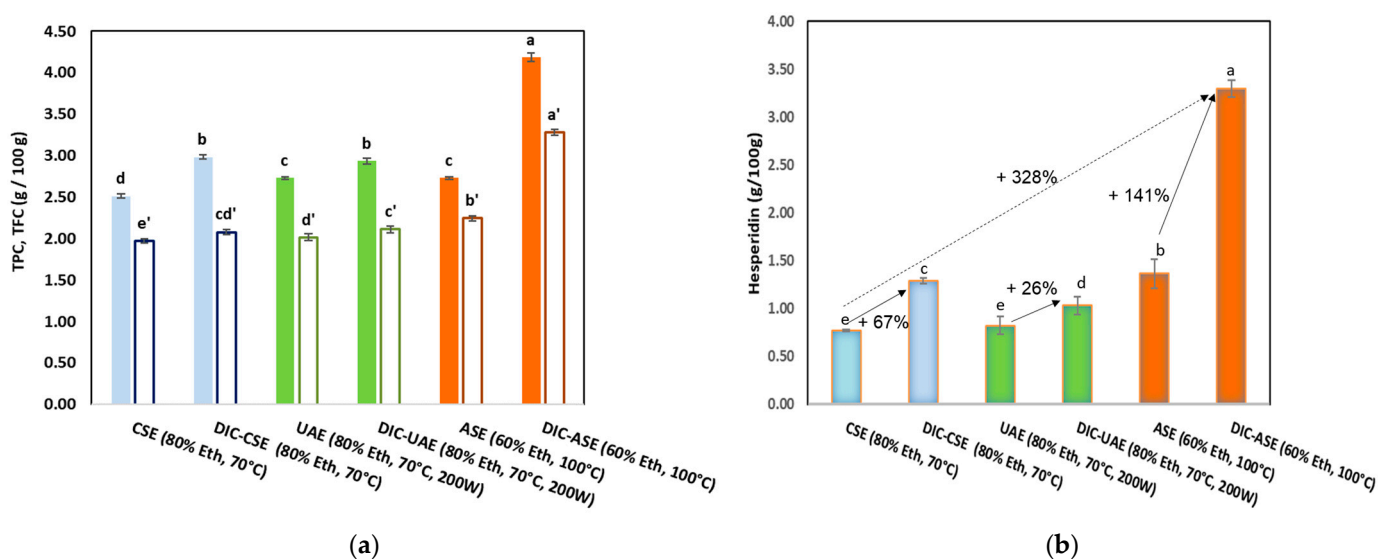 TPC, TFC (g / 100 g)
4.50
4.00
3.50
3.00
2.50
2.00
1.50
1.00
0.50
0.00
d
e'
b
cd'
c
d'
b
c'
c
b'
a
a'
CSE (80% Eth, 70°C)
DIC-CSE (80% Eth, 70°C)
UAE (80% Eth, 70°C, 200W)
DIC-UAE (80% Eth, 70°C, 200W)
ASE (60% Eth, 100°C)
DIC-ASE (60% Eth, 100°C)
(a)
Hesperidin (g/100g)
4.00
3.50
3.00
2.50
2.00
1.50
1.00
0.50
0.00
e
c
e
d
b
a
+ 67%
+ 26%
+ 141%
+ 328%
CSE (80% Eth, 70°C)
DIC-CSE (80% Eth, 70°C)
UAE (80% Eth, 70°C, 200W)
DIC-UAE (80% Eth, 70°C, 200W)
ASE (60% Eth, 100°C)
DIC-ASE (60% Eth, 100°C)
(b)